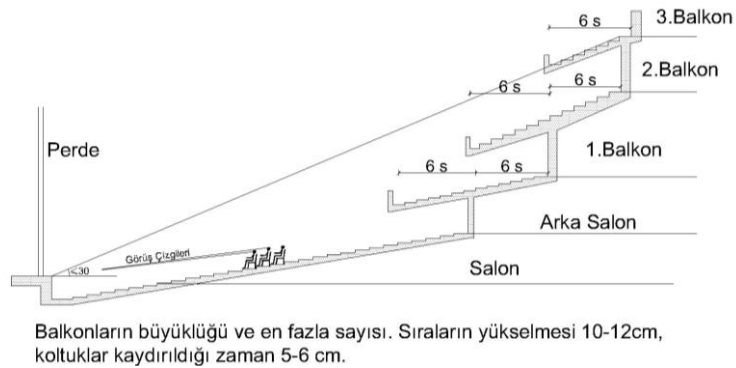 6 s
3.Balkon
2.Balkon
6 s
6 s
Perde
1.Balkon
6 s
6 s
Arka Salon
Görüş Çizgileri
<30
Salon
Balkonların büyüklüğü ve en fazla sayısı. Sıraların yükselmesi 10-12cm,
koltuklar kaydırıldığı zaman 5-6 cm.